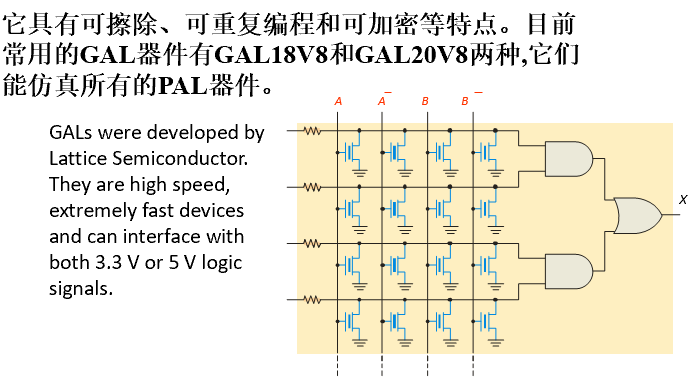 它具有可擦除、可重复编程和可加密等特点。目前
常用的GAL器件有GAL18V8和GAL20V8两种,它们
能仿真所有的PAL器件。
A A̅ B B̅
GALs were developed by
Lattice Semiconductor.
They are high speed,
extremely fast devices
and can interface with
both 3.3 V or 5 V logic
signals.
X